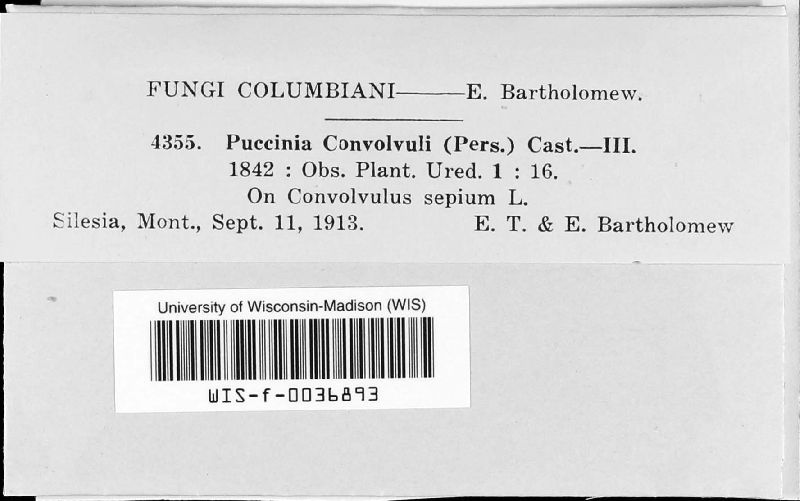 FUNGI COLUMBIANI——E. Bartholomew.
4355. Puccinia Convolvuli (Pers.) Cast.—III.
1842 : Obs. Plant. Ured. 1 : 16.
On Convolvulus sepium L.
Silesia, Mont., Sept. 11, 1913. E. T. & E. Bartholomew
University of Wisconsin-Madison (WIS)
WIS-f-0036893